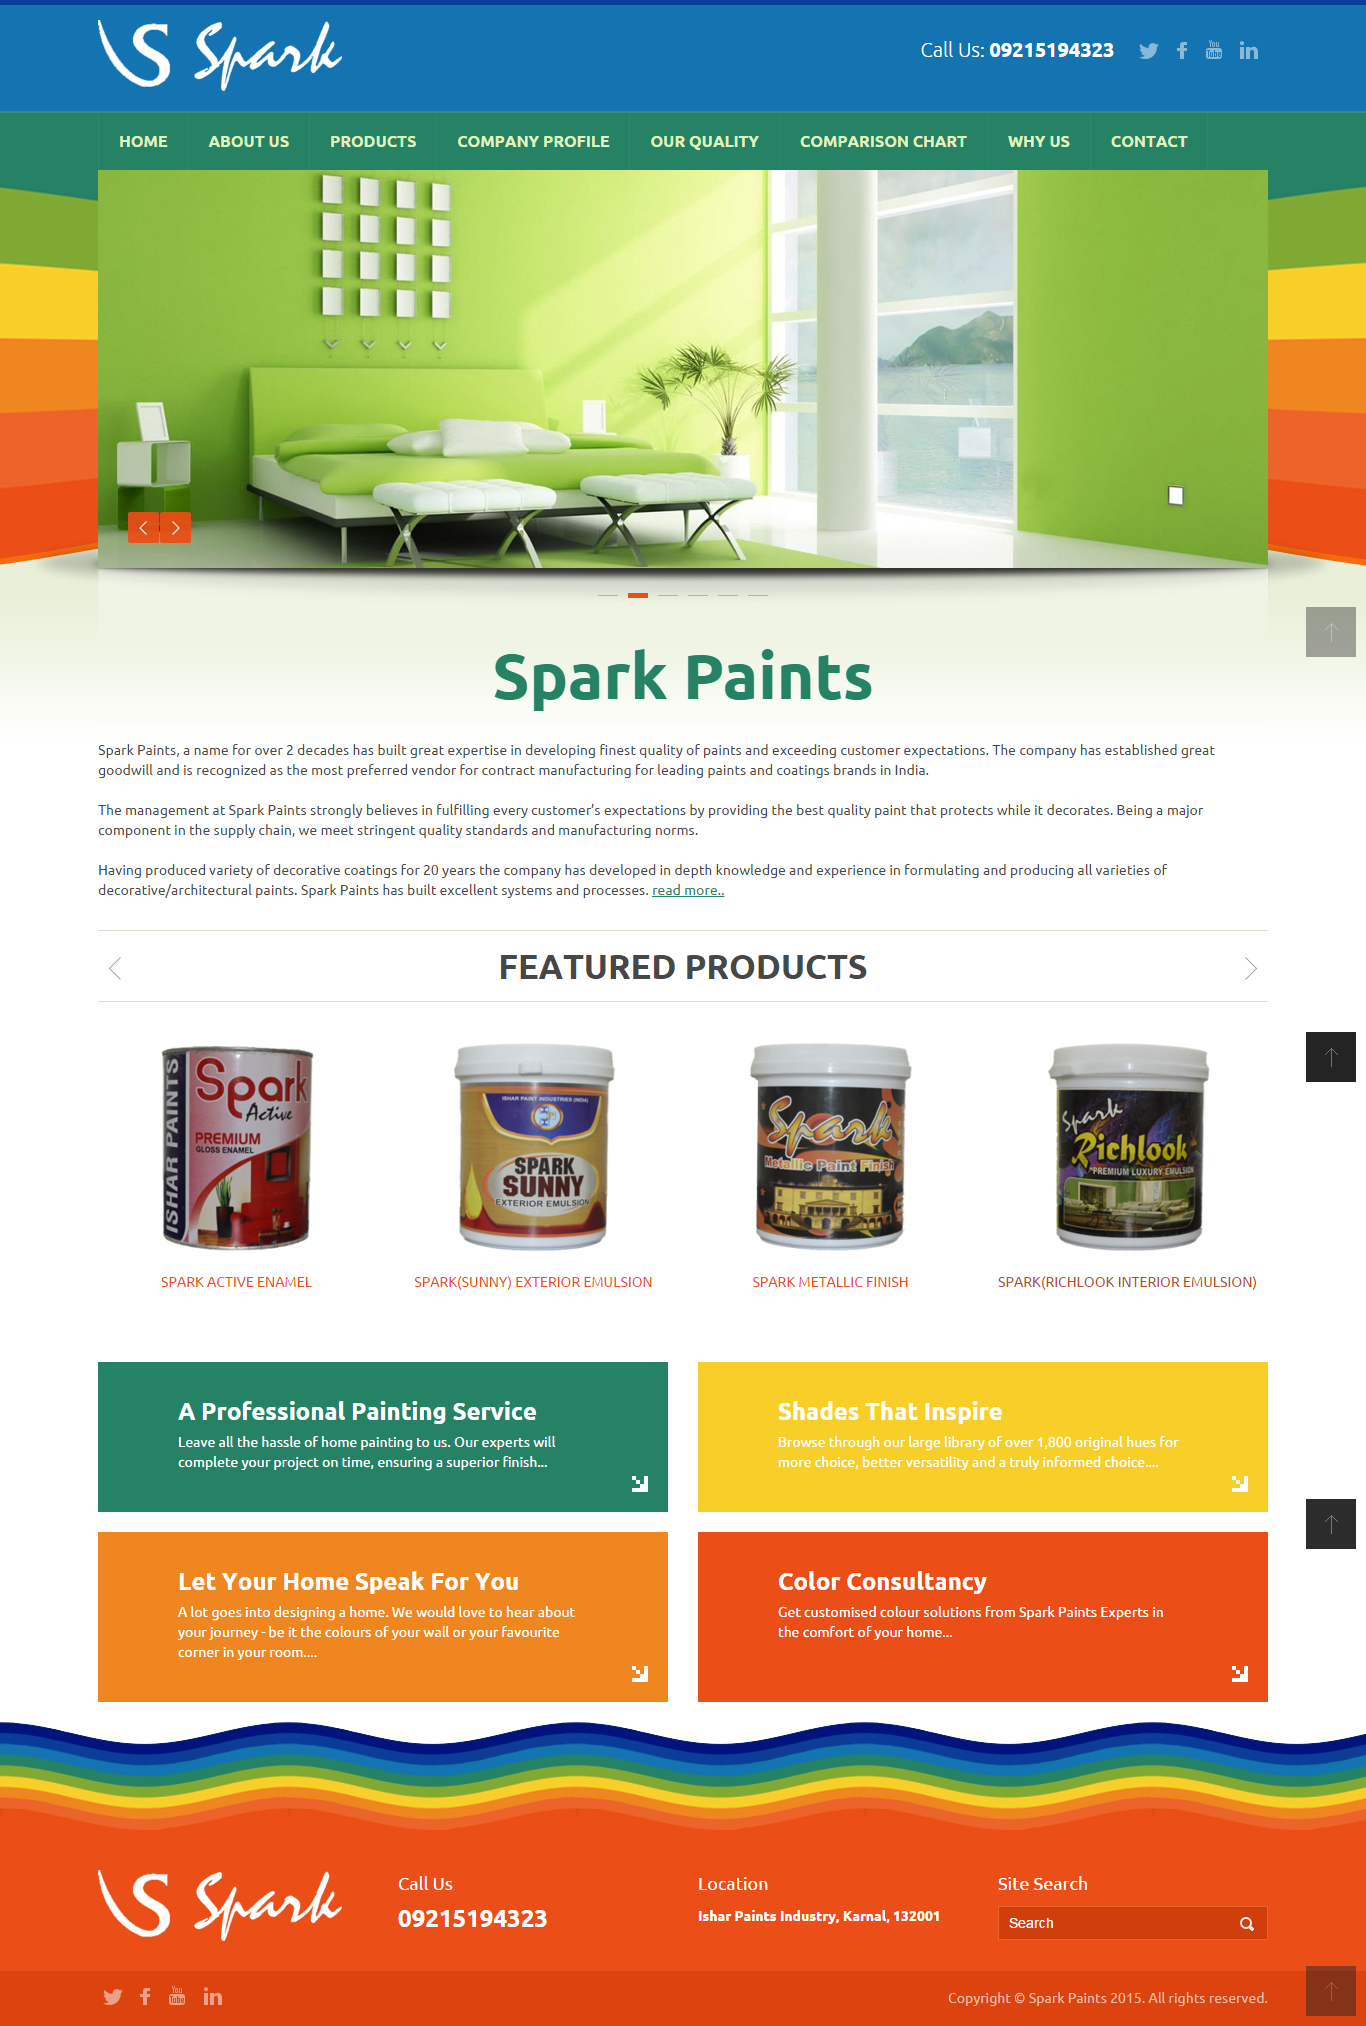 S Spark
Call Us: 09215194323
You
Tube
HOME
ABOUT US
PRODUCTS
COMPANY PROFILE
OUR QUALITY
COMPARISON CHART
WHY US
CONTACT
Spark Paints
Spark Paints, a name for over 2 decades has built great expertise in developing finest quality of paints and exceeding customer expectations. The company has established great
goodwill and is recognized as the most preferred vendor for contract manufacturing for leading paints and coatings brands in India.
The management at Spark Paints strongly believes in fulfilling every customer’s expectations by providing the best quality paint that protects while it decorates. Being a major
component in the supply chain, we meet stringent quality standards and manufacturing norms.
Having produced variety of decorative coatings for 20 years the company has developed in depth knowledge and experience in formulating and producing all varieties of
decorative/architectural paints. Spark Paints has built excellent systems and processes. read more..
FEATURED PRODUCTS
ISHAR PAINTS
Spark
Active
PREMIUM
GLOSS ENAMEL
ISHAR PAINT INDUSTRIES (INDIA)
SPARK
SUNNY
EXTERIOR EMULSION
Spark
Metallic Paint Finish
Spark
Richlook
PREMIUM LUXURY EMULSION
SPARK ACTIVE ENAMEL
SPARK(SUNNY) EXTERIOR EMULSION
SPARK METALLIC FINISH
SPARK(RICHLOOK INTERIOR EMULSION)
A Professional Painting Service
Leave all the hassle of home painting to us. Our experts will
complete your project on time, ensuring a superior finish...
Shades That Inspire
Browse through our large library of over 1,800 original hues for
more choice, better versatility and a truly informed choice....
Let Your Home Speak For You
A lot goes into designing a home. We would love to hear about
your journey - be it the colours of your wall or your favourite
corner in your room....
Color Consultancy
Get customised colour solutions from Spark Paints Experts in
the comfort of your home...
S Spark
Call Us
09215194323
Location
Ishar Paints Industry, Karnal, 132001
Site Search
Search
You
Tube
Copyright © Spark Paints 2015. All rights reserved.